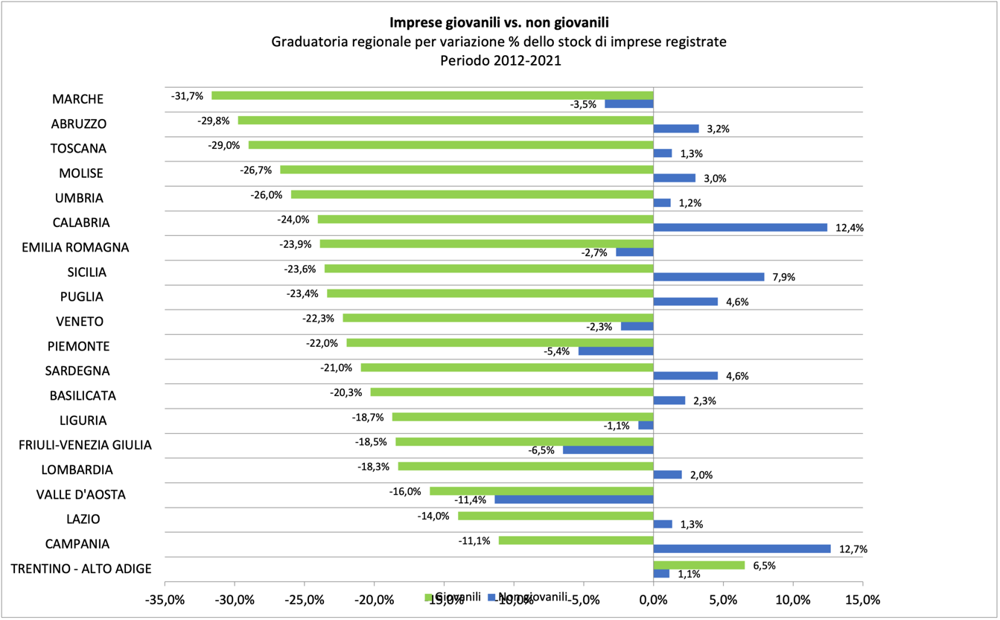 Imprese giovanili vs. non giovanili
Graduatoria regionale per variazione % dello stock di imprese registrate
Periodo 2012-2021
MARCHE -31,7% -3,5%
ABRUZZO -29,8% 3,2%
TOSCANA -29,0% 1,3%
MOLISE -26,7% 3,0%
UMBRIA -26,0% 1,2%
CALABRIA -24,0% 12,4%
EMILIA ROMAGNA -23,9% -2,7%
SICILIA -23,6% 7,9%
PUGLIA -23,4% 4,6%
VENETO -22,3% -2,3%
PIEMONTE -22,0% -5,4%
SARDEGNA -21,0% 4,6%
BASILICATA -20,3% 2,3%
LIGURIA -18,7% -1,1%
FRIULI-VENEZIA GIULIA -18,5% -6,5%
LOMBARDIA -18,3% 2,0%
VALLE D'AOSTA -16,0% -11,4%
LAZIO -14,0% 1,3%
CAMPANIA -11,1% 12,7%
TRENTINO - ALTO ADIGE 6,5% 1,1%
-35,0% -30,0% -25,0% -20,0% -15,0% -10,0% -5,0% 0,0% 5,0% 10,0% 15,0%
Giovanili Non giovanili